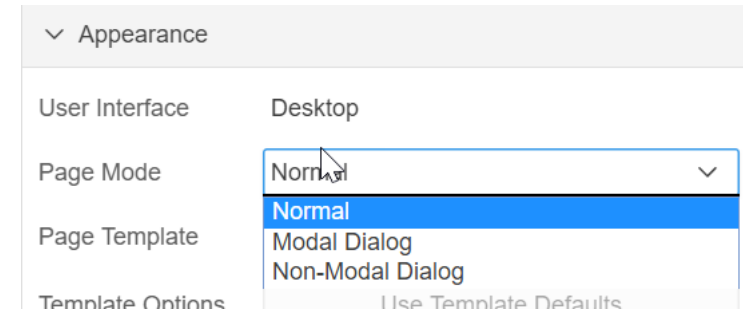 Appearance
User Interface Desktop
Page Mode Normal
Normal
Page Template Modal Dialog
Non-Modal Dialog
Template Options Use Template Defaults